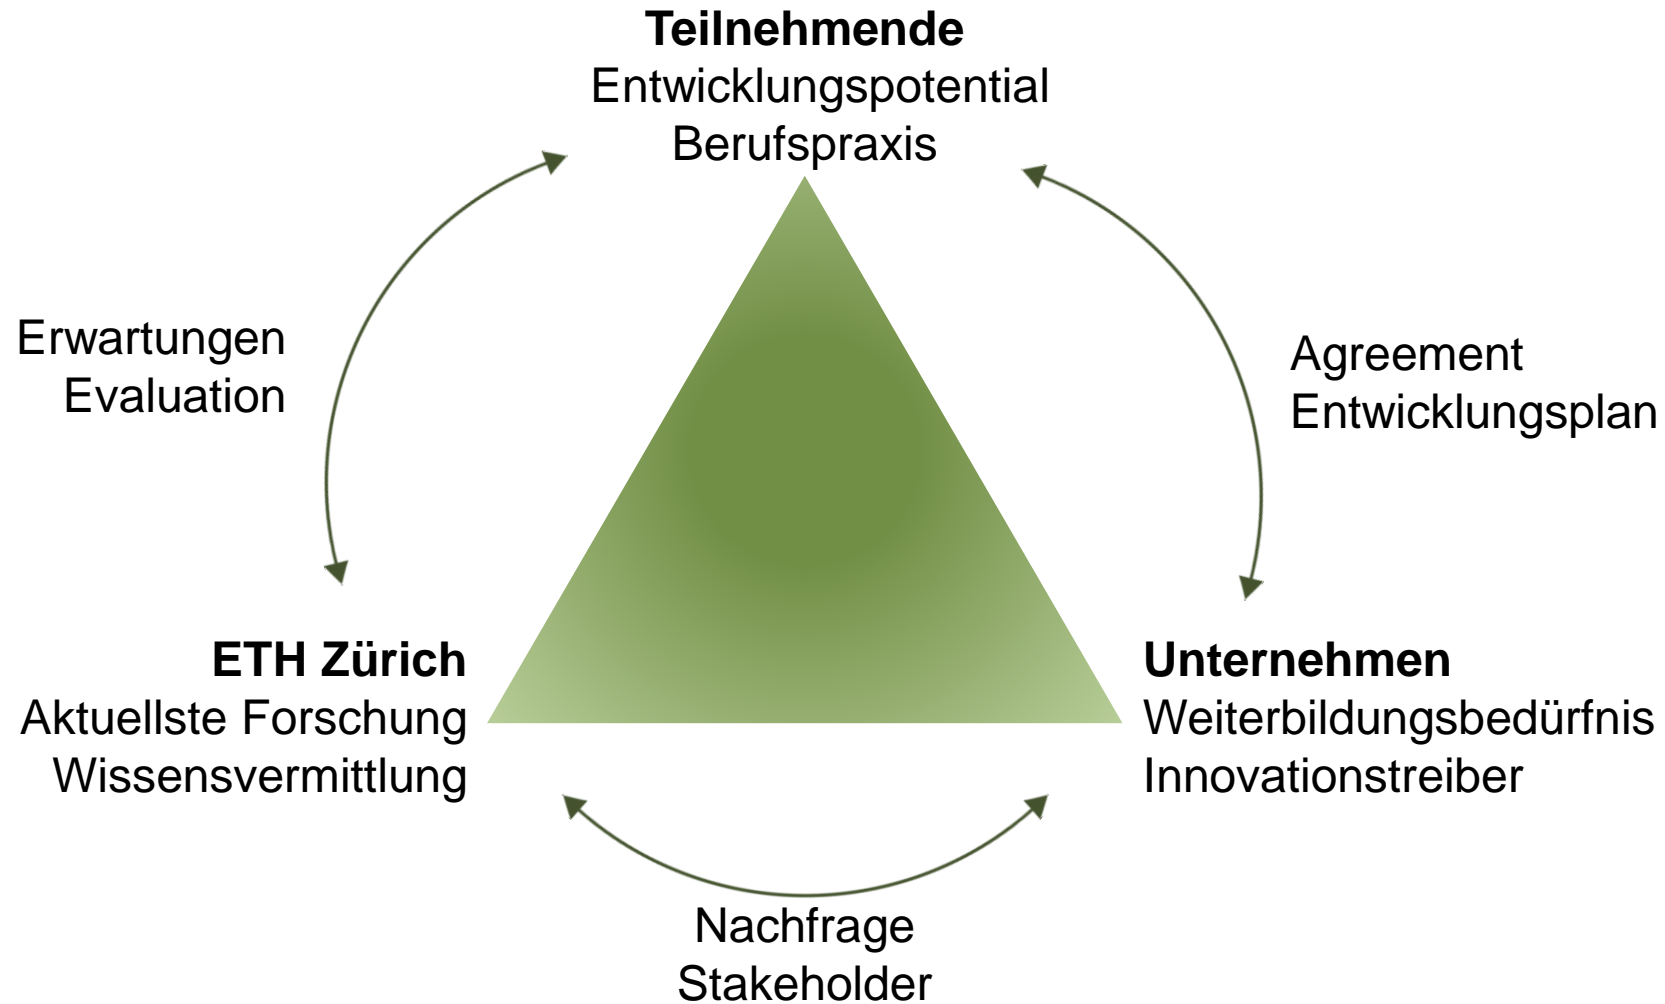 Teilnehmende
Entwicklungspotential
Berufspraxis
Erwartungen
Evaluation
Agreement
Entwicklungsplan
ETH Zürich
Aktuellste Forschung
Wissensvermittlung
Unternehmen
Weiterbildungsbedürfnis
Innovationstreiber
Nachfrage
Stakeholder